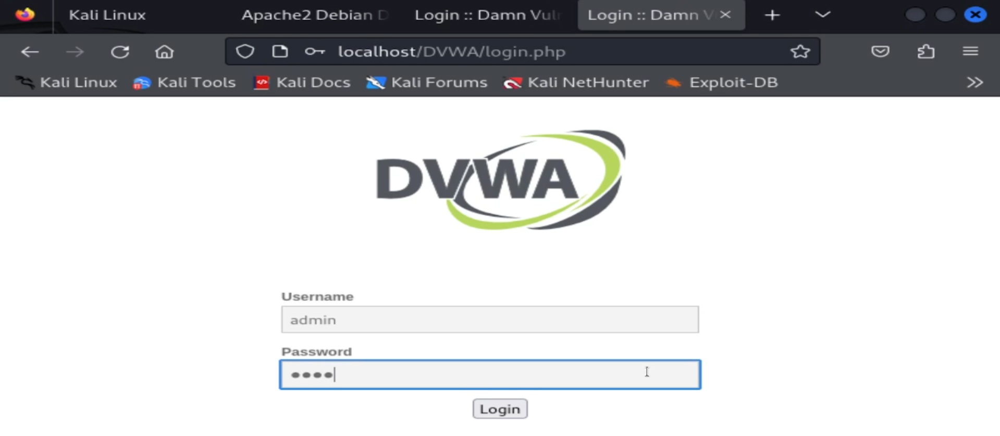 Kali Linux Apache2 Debian D Login :: Damn Vuln Login :: Damn V
localhost/DVWA/login.php
Kali Linux Kali Tools Kali Docs Kali Forums Kali NetHunter Exploit-DB
DVWA
Username
admin
Password
Login